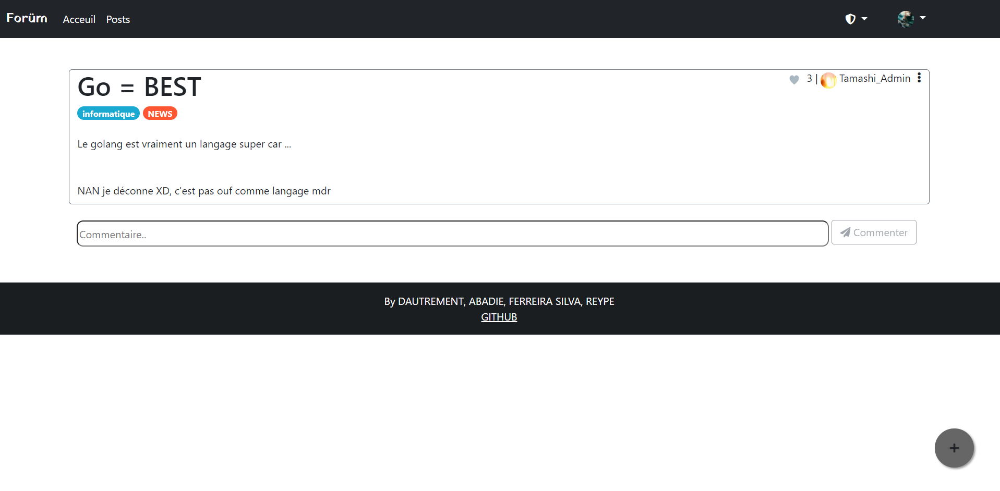 Forüm Acceuil Posts
Go = BEST
3 | Tamashi_Admin
informatique NEWS
Le golang est vraiment un langage super car ...
NAN je déconne XD, c'est pas ouf comme langage mdr
Commentaire.. Commenter
By DAUTREMENT, ABADIE, FERREIRA SILVA, REYPE
GITHUB
+